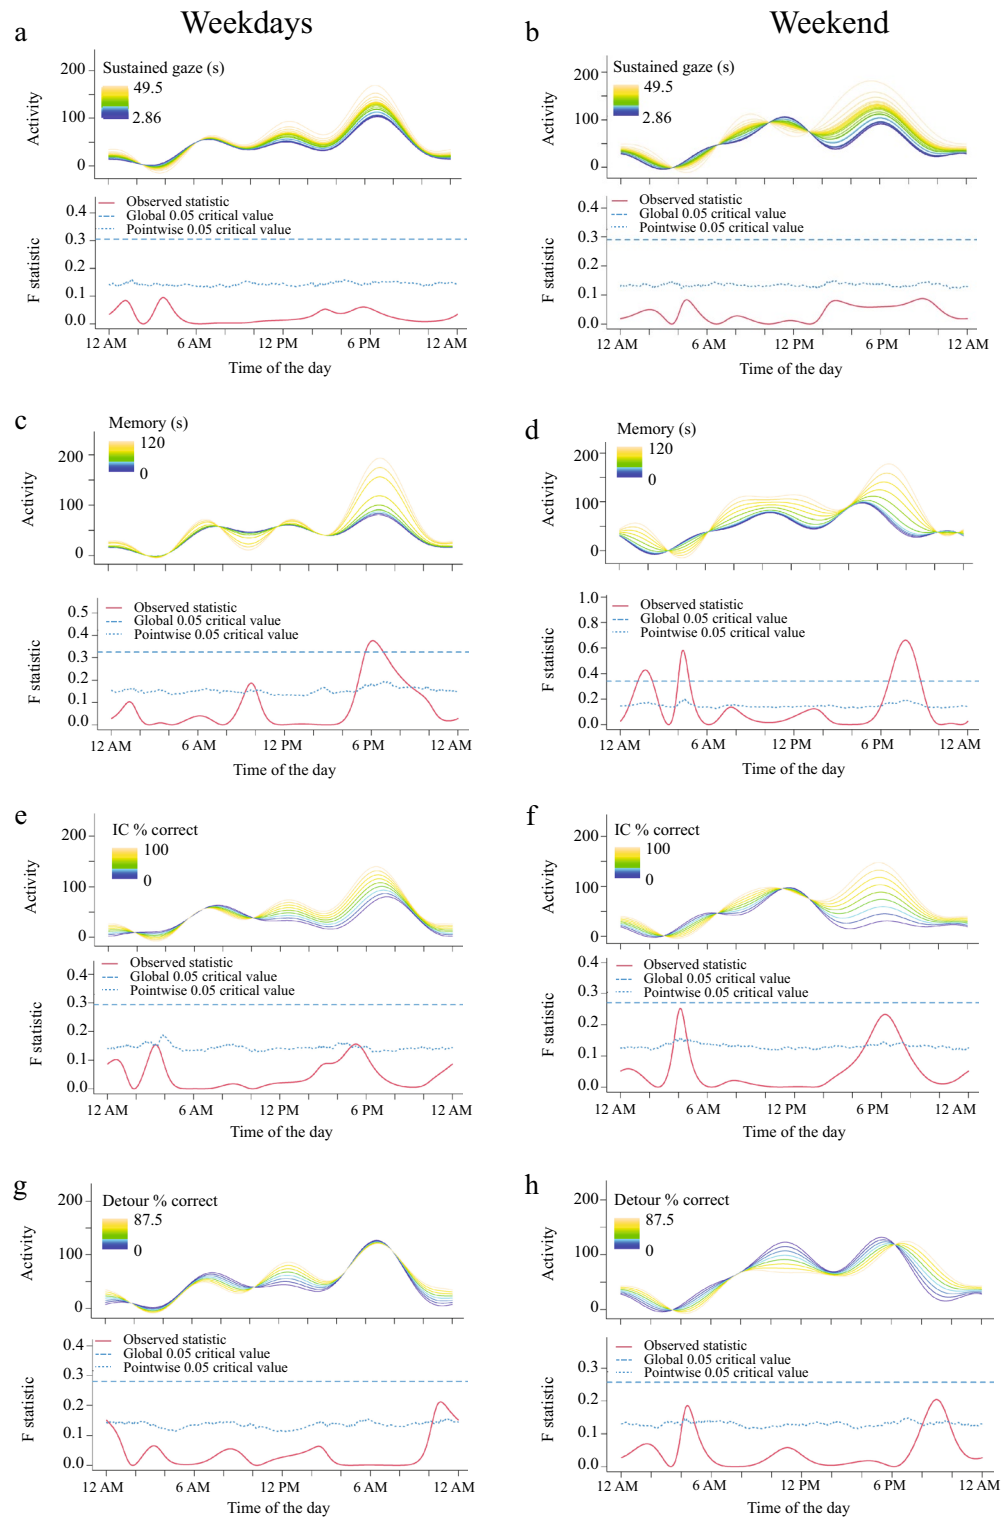 Weekdays
Weekend
a
Sustained gaze (s)
49.5
2.86
200
100
0
Activity
Observed statistic
Global 0.05 critical value
Pointwise 0.05 critical value
0.4
0.3
0.2
0.1
0.0
F statistic
12 AM 6 AM 12 PM 6 PM 12 AM
Time of the day
b
Sustained gaze (s)
49.5
2.86
200
100
0
Activity
Observed statistic
Global 0.05 critical value
Pointwise 0.05 critical value
0.4
0.3
0.2
0.1
0.0
F statistic
12 AM 6 AM 12 PM 6 PM 12 AM
Time of the day
c
Memory (s)
120
0
200
100
0
Activity
Observed statistic
Global 0.05 critical value
Pointwise 0.05 critical value
0.5
0.4
0.3
0.2
0.1
0.0
F statistic
12 AM 6 AM 12 PM 6 PM 12 AM
Time of the day
d
Memory (s)
120
0
200
100
0
Activity
Observed statistic
Global 0.05 critical value
Pointwise 0.05 critical value
1.0
0.8
0.6
0.4
0.2
0.0
F statistic
12 AM 6 AM 12 PM 6 PM 12 AM
Time of the day
e
IC % correct
100
0
200
100
0
Activity
Observed statistic
Global 0.05 critical value
Pointwise 0.05 critical value
0.4
0.3
0.2
0.1
0.0
F statistic
12 AM 6 AM 12 PM 6 PM 12 AM
Time of the day
f
IC % correct
100
0
200
100
0
Activity
Observed statistic
Global 0.05 critical value
Pointwise 0.05 critical value
0.4
0.3
0.2
0.1
0.0
F statistic
12 AM 6 AM 12 PM 6 PM 12 AM
Time of the day
g
Detour % correct
87.5
0
200
100
0
Activity
Observed statistic
Global 0.05 critical value
Pointwise 0.05 critical value
0.4
0.3
0.2
0.1
0.0
F statistic
12 AM 6 AM 12 PM 6 PM 12 AM
Time of the day
h
Detour % correct
87.5
0
200
100
0
Activity
Observed statistic
Global 0.05 critical value
Pointwise 0.05 critical value
0.3
0.2
0.1
0.0
F statistic
12 AM 6 AM 12 PM 6 PM 12 AM
Time of the day